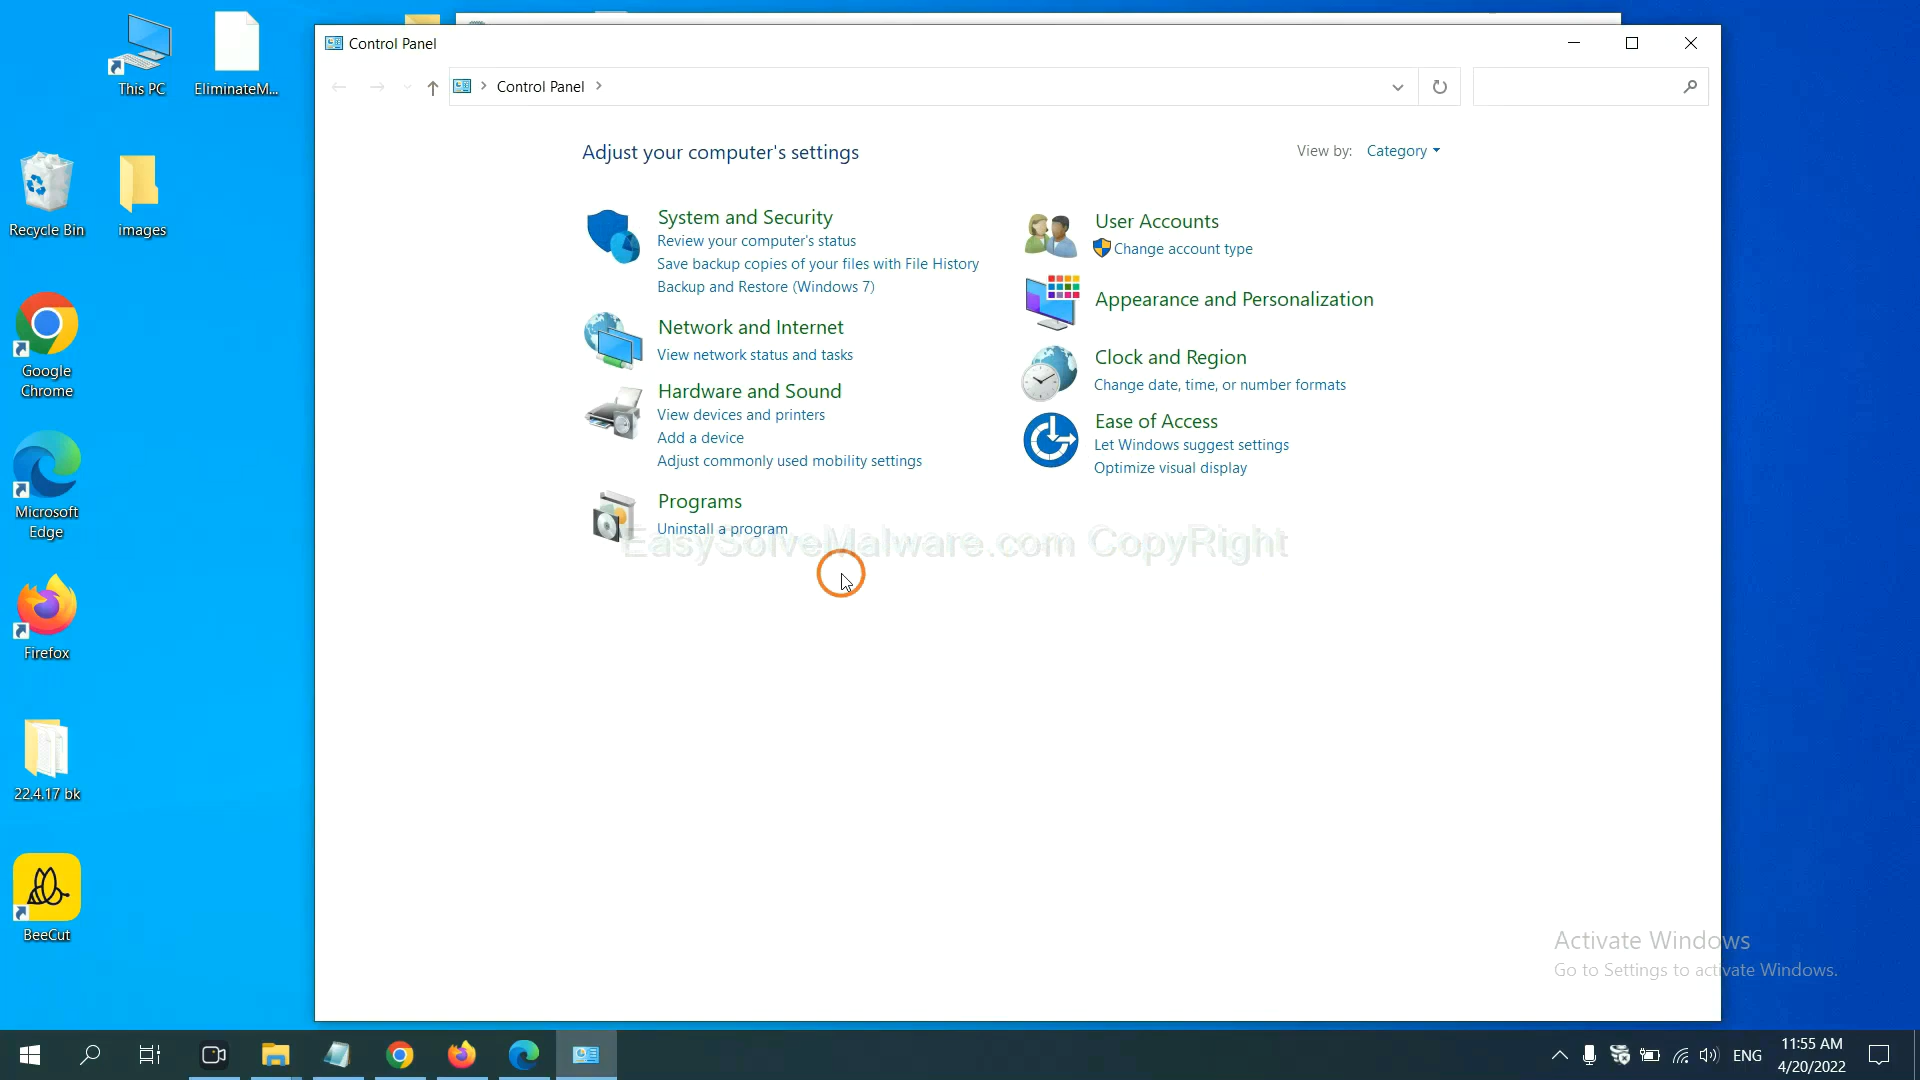 This PC
EliminateM...
Recycle Bin
images
Google
Chrome
Microsoft
Edge
Firefox
22.4.17 bk
BeeCut
Control Panel
Control Panel
Adjust your computer's settings
View by: Category
System and Security
Review your computer's status
Save backup copies of your files with File History
Backup and Restore (Windows 7)
Network and Internet
View network status and tasks
Hardware and Sound
View devices and printers
Add a device
Adjust commonly used mobility settings
Programs
Uninstall a program
User Accounts
Change account type
Appearance and Personalization
Clock and Region
Change date, time, or number formats
Ease of Access
Let Windows suggest settings
Optimize visual display
EasySolveMalware.com CopyRight
Activate Windows
Go to Settings to activate Windows.
ENG
11:55 AM
4/20/2022